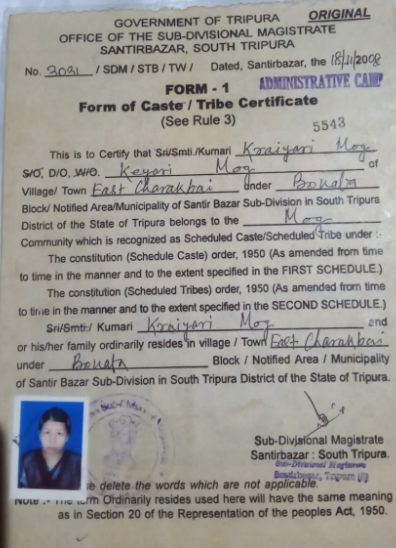 ORIGINAL
GOVERNMENT OF TRIPURA
OFFICE OF THE SUB-DIVISIONAL MAGISTRATE
SANTIRBAZAR, SOUTH TRIPURA
No. 3031 / SDM / STB / TW / Dated, Santirbazar, the 18/11/2008
ADMINISTRATIVE CAMP
FORM - 1
Form of Caste / Tribe Certificate
(See Rule 3)
5543
This is to Certify that Sri/Smti./Kumari Kraiyari Mog
S/O, D/O, W/O. Keyari Mog of
Village/ Town East Charakbai under Bokafa
Block/ Notified Area/Municipality of Santir Bazar Sub-Division in South Tripura
District of the State of Tripura belongs to the Mog
Community which is recognized as Scheduled Caste/Scheduled Tribe under :-
The constitution (Schedule Caste) order, 1950 (As amended from time
to time in the manner and to the extent specified in the FIRST SCHEDULE.)
The constitution (Scheduled Tribes) order, 1950 (As amended from time
to time in the manner and to the extent specified in the SECOND SCHEDULE.)
Sri/Smti:/ Kumari Kraiyari Mog and
or his/her family ordinarily resides in village / Town East Charakbai
under Bokafa Block / Notified Area / Municipality
of Santir Bazar Sub-Division in South Tripura District of the State of Tripura.
Sub-Divisional Magistrate
Santirbazar : South Tripura.
Sub-Divisional Magistrate
Santirbazar, Tripura (S)
delete the words which are not applicable.
Note :- The term Ordinarily resides used here will have the same meaning
as in Section 20 of the Representation of the peoples Act, 1950.